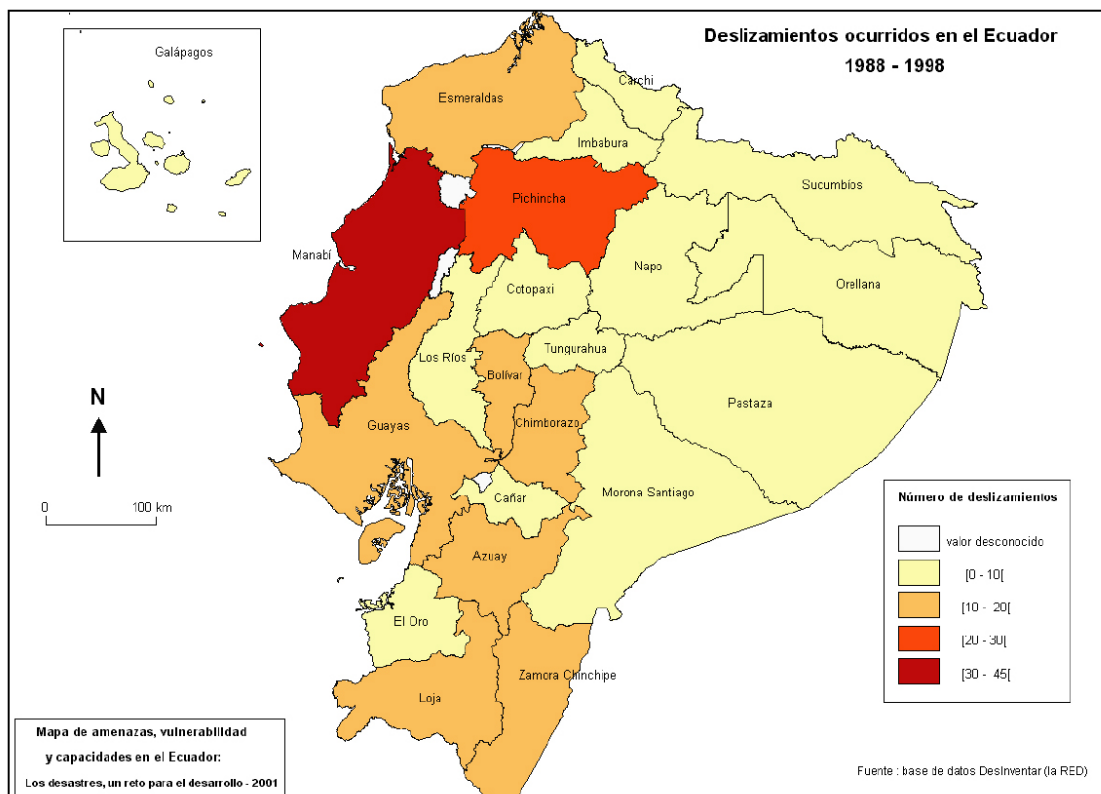 Deslizamientos ocurridos en el Ecuador
1988 - 1998
Galápagos
Carchi
Esmeraldas
Imbabura
Sucumbíos
Pichincha
Manabí
Napo
Cotopaxi
Orellana
Los Ríos
Tungurahua
Bolívar
Pastaza
Guayas
Chimborazo
N
0 100 km
Cañar
Morona Santiago
Azuay
El Oro
Zamora Chinchipe
Loja
Número de deslizamientos
valor desconocido
[0 - 10[
[10 - 20[
[20 - 30[
[30 - 45[
Mapa de amenazas, vulnerabilidad
y capacidades en el Ecuador:
Los desastres, un reto para el desarrollo - 2001
Fuente : base de datos DesInventar (la RED)